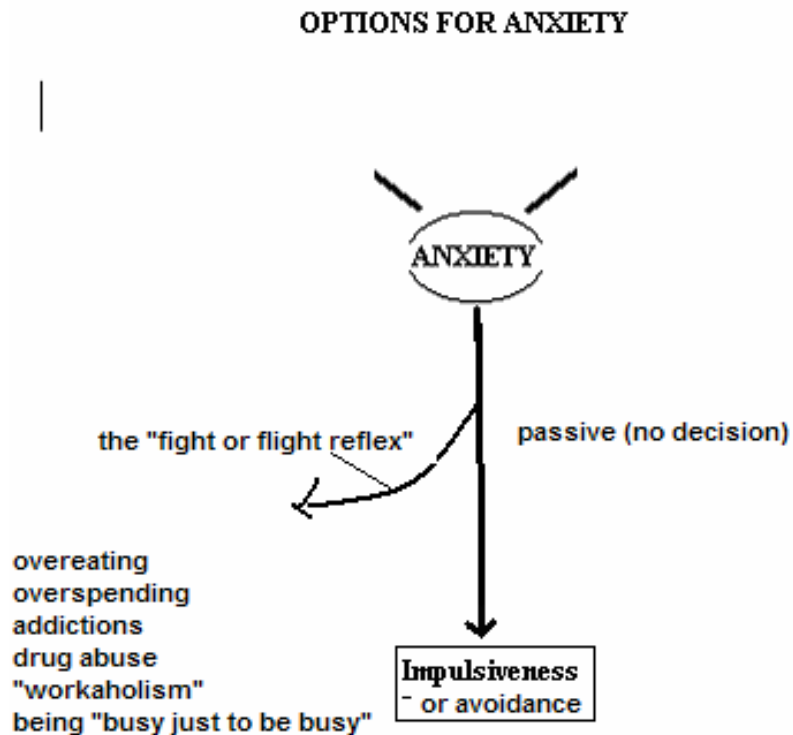 OPTIONS FOR ANXIETY
ANXIETY
the "fight or flight reflex"
passive (no decision)
overeating
overspending
addictions
drug abuse
"workaholism"
being "busy just to be busy"
Impulsiveness
- or avoidance